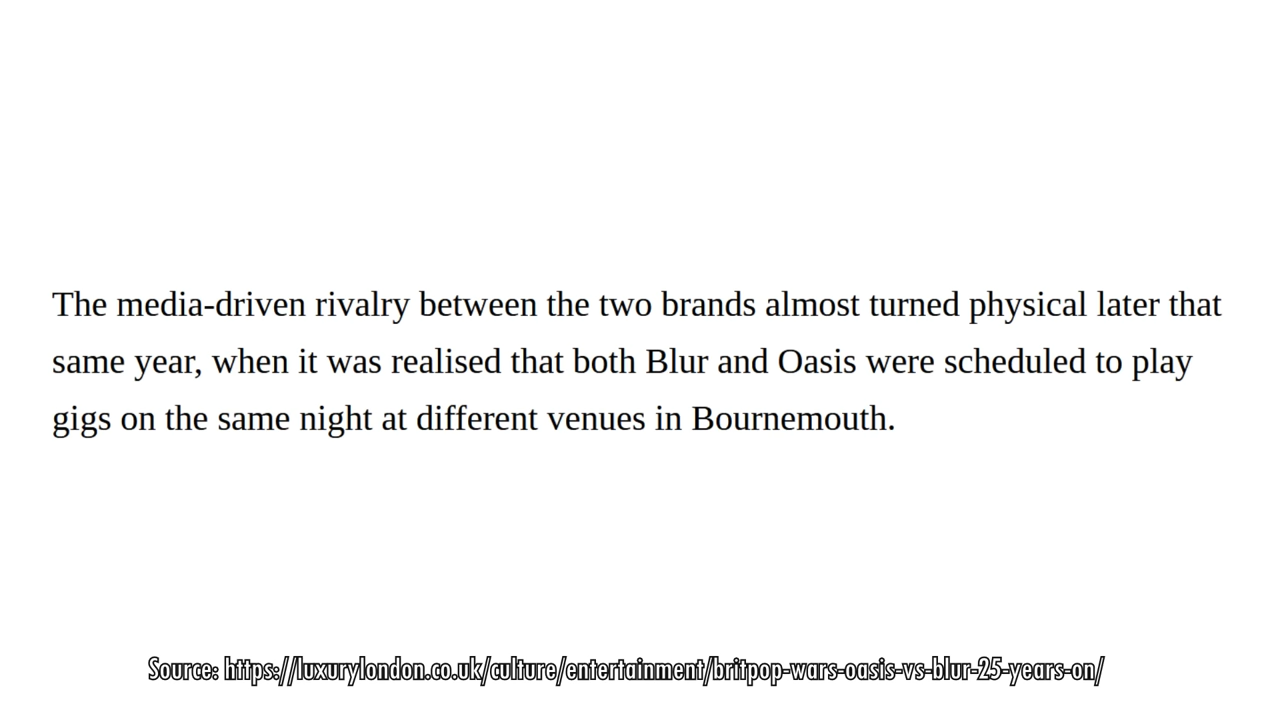 The media-driven rivalry between the two brands almost turned physical later that
same year, when it was realised that both Blur and Oasis were scheduled to play
gigs on the same night at different venues in Bournemouth.
Source: https://luxurylondon.co.uk/culture/entertainment/britpop-wars-oasis-vs-blur-25-years-on/